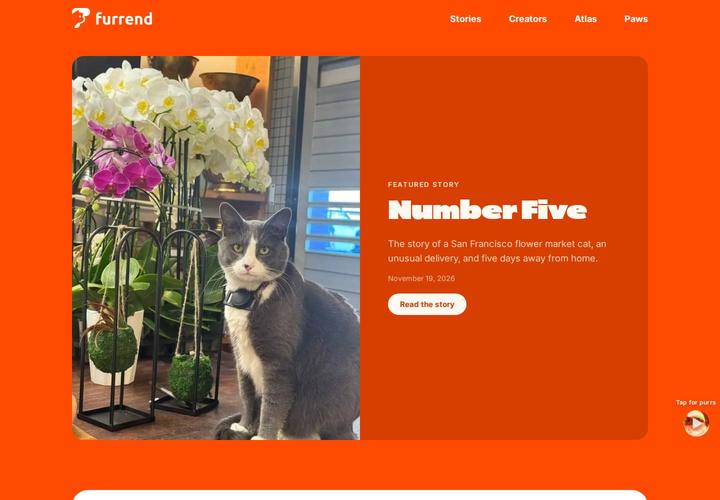 furrend
Stories
Creators
Atlas
Paws
FEATURED STORY
Number Five
The story of a San Francisco flower market cat, an
unusual delivery, and five days away from home.
November 19, 2026
Read the story
Tap for purrs